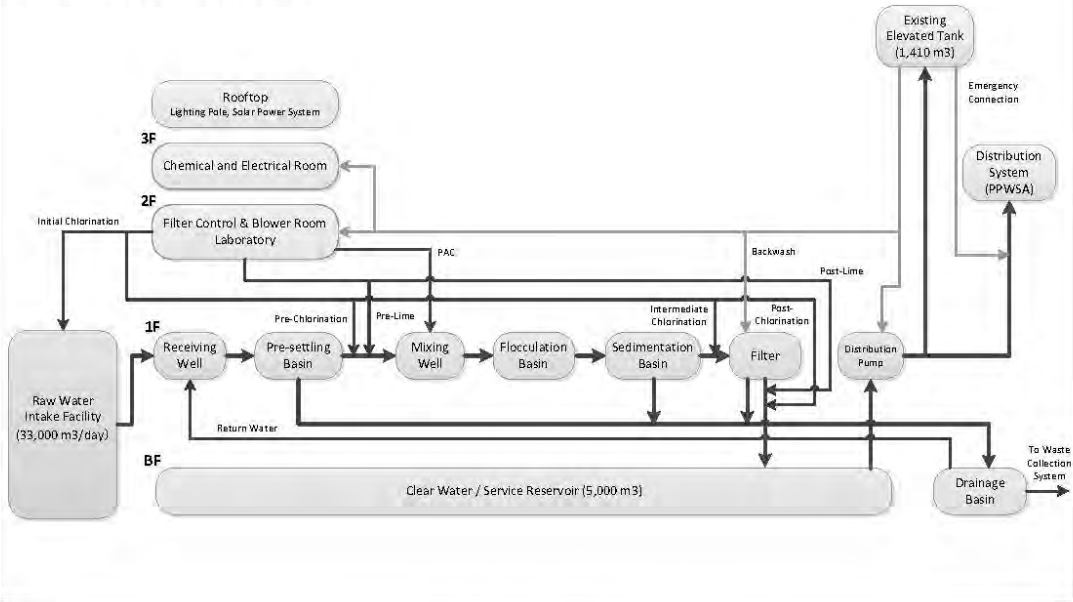 Existing
Elevated Tank
(1,410 m3)
Emergency
Connection
Distribution
System
(PPWSA)
Rooftop
Lighting Pole, Solar Power System
3F
Chemical and Electrical Room
2F
Filter Control & Blower Room
Laboratory
Initial Chlorination
PAC
Backwash
Post-Lime
Pre-Chlorination
Pre-Lime
Intermediate
Chlorination
Post-
Chlorination
1F
Receiving
Well
Pre-settling
Basin
Mixing
Well
Flocculation
Basin
Sedimentation
Basin
Filter
Distribution
Pump
Raw Water
Intake Facility
(33,000 m3/day)
Return Water
BF
Clear Water / Service Reservoir (5,000 m3)
Drainage
Basin
To Waste
Collection
System